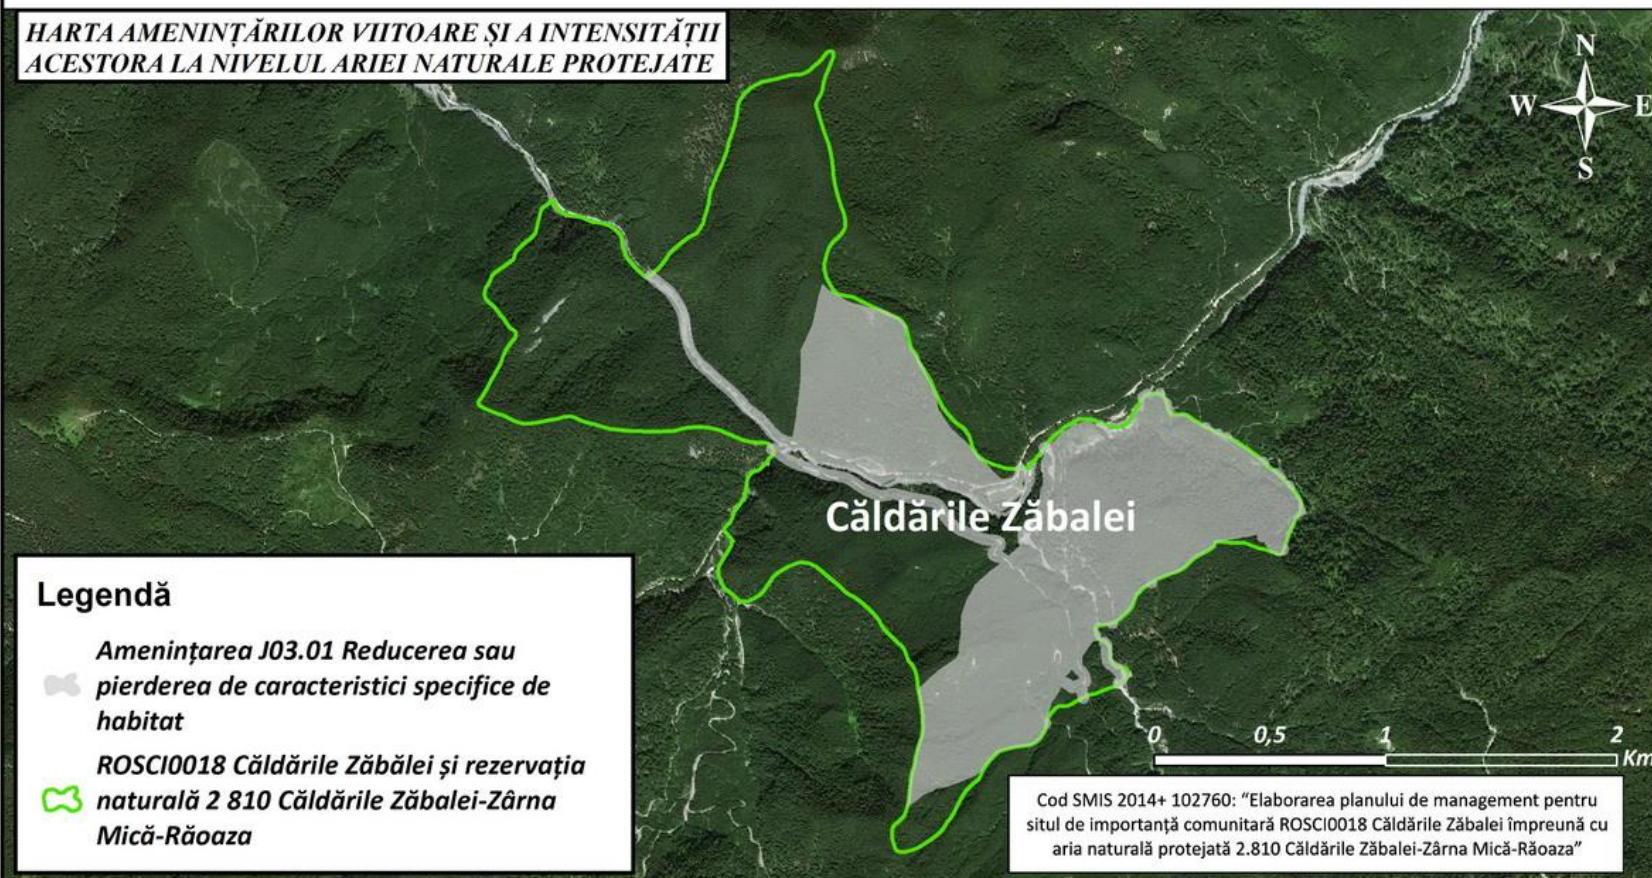 HARTA AMENINȚĂRILOR VIITOARE ȘI A INTENSITĂȚII
ACESTORA LA NIVELUL ARIEI NATURALE PROTEJATE
N
W
E
S
Căldările Zăbalei
Legendă
Amenințarea J03.01 Reducerea sau
pierderea de caracteristici specifice de
habitat
ROSCI0018 Căldările Zăbălei și rezervația
naturală 2 810 Căldările Zăbalei-Zârna
Mică-Răoaza
0 0,5 1 2
Km
Cod SMIS 2014+ 102760: “Elaborarea planului de management pentru
situl de importanță comunitară ROSCI0018 Căldările Zăbalei împreună cu
aria naturală protejată 2.810 Căldările Zăbalei-Zârna Mică-Răoaza”